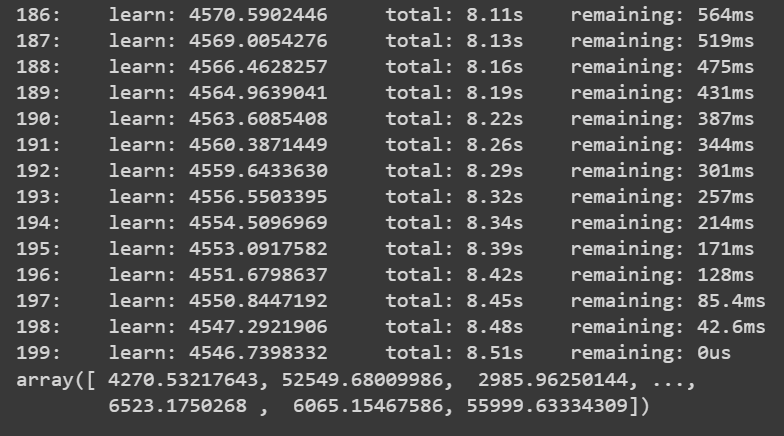 186:    learn: 4570.5902446     total: 8.11s    remaining: 564ms
187:    learn: 4569.0054276     total: 8.13s    remaining: 519ms
188:    learn: 4566.4628257     total: 8.16s    remaining: 475ms
189:    learn: 4564.9639041     total: 8.19s    remaining: 431ms
190:    learn: 4563.6085408     total: 8.22s    remaining: 387ms
191:    learn: 4560.3871449     total: 8.26s    remaining: 344ms
192:    learn: 4559.6433630     total: 8.29s    remaining: 301ms
193:    learn: 4556.5503395     total: 8.32s    remaining: 257ms
194:    learn: 4554.5096969     total: 8.34s    remaining: 214ms
195:    learn: 4553.0917582     total: 8.39s    remaining: 171ms
196:    learn: 4551.6798637     total: 8.42s    remaining: 128ms
197:    learn: 4550.8447192     total: 8.45s    remaining: 85.4ms
198:    learn: 4547.2921906     total: 8.48s    remaining: 42.6ms
199:    learn: 4546.7398332     total: 8.51s    remaining: 0us
array([ 4270.53217643, 52549.68009986,  2985.96250144, ...,
        6523.1750268 ,  6065.15467586, 55999.63334309])